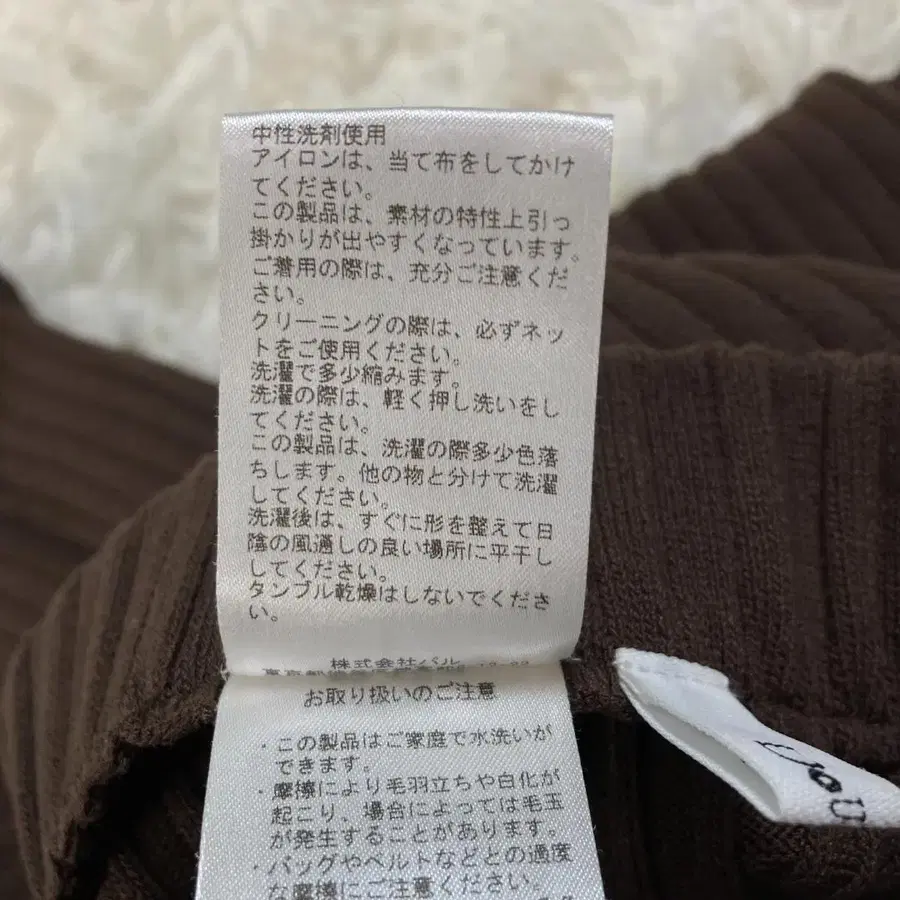 中性洗剤使用
アイロンは、当て布をしてかけ
てください。
この製品は、素材の特性上引っ
掛かりが出やすくなっています。
ご着用の際は、充分ご注意くだ
さい。
クリーニングの際は、必ずネッ
トをご使用ください。
洗濯で多少縮みます。
洗濯の際は、軽く押し洗いをし
てください。
この製品は、洗濯の際多少色落
ちします。他の物と分けて洗濯
してください。
洗濯後は、すぐに形を整えて日
陰の風通しの良い場所に平干し
してください。
タンブル乾燥はしないでくださ
い。
株式会社パル
お取り扱いのご注意
・この製品はご家庭で水洗いが
できます。
・摩擦により毛羽立ちや白化が
起こり、場合によっては毛玉
が発生することがあります。
・バッグやベルトなどとの過度
な摩擦にご注意ください。